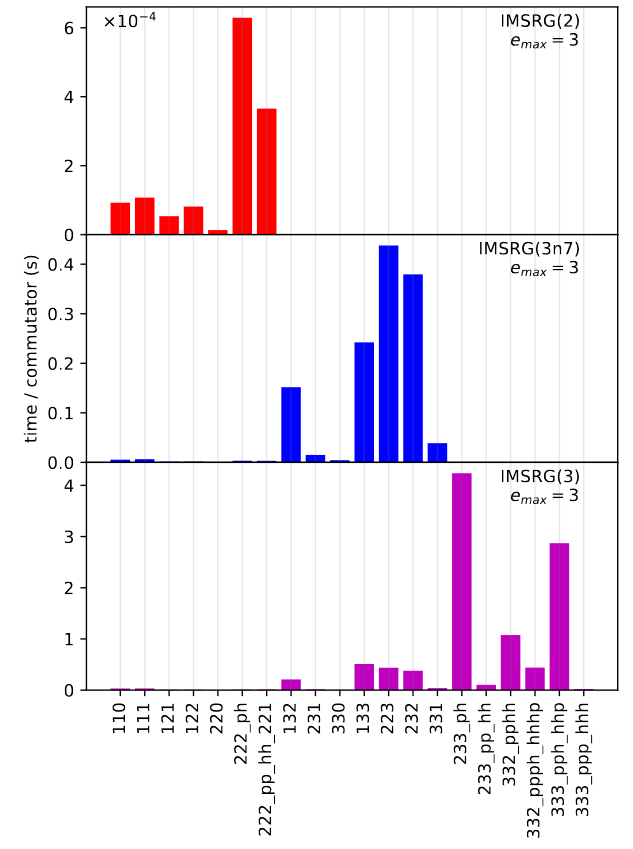 ×10⁻⁴
IMSRG(2)
e_max = 3
6
4
2
0
IMSRG(3n7)
e_max = 3
0.4
0.3
0.2
0.1
0.0
time / commutator (s)
IMSRG(3)
e_max = 3
4
3
2
1
0
110
111
121
122
220
222_ph
222_pp_hh_221
132
231
330
133
223
232
331
233_ph
233_pp_hh
332_pphh
332_ppph_hhhp
333_pph_hhp
333_ppp_hhh